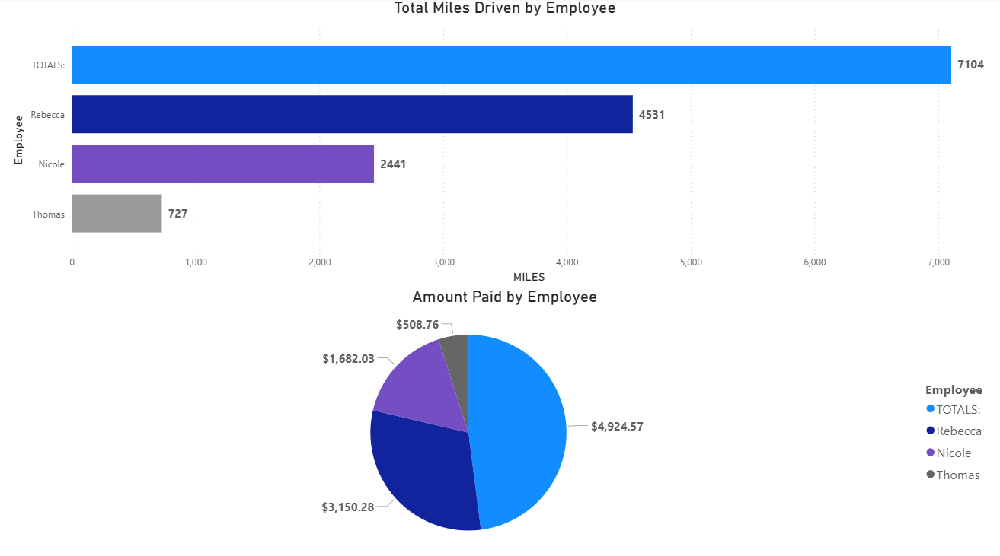 Total Miles Driven by Employee
Employee
TOTALS:
7104
Rebecca
4531
Nicole
2441
Thomas
727
0 1,000 2,000 3,000 4,000 5,000 6,000 7,000
MILES
Amount Paid by Employee
$508.76
$1,682.03
$4,924.57
$3,150.28
Employee
TOTALS:
Rebecca
Nicole
Thomas